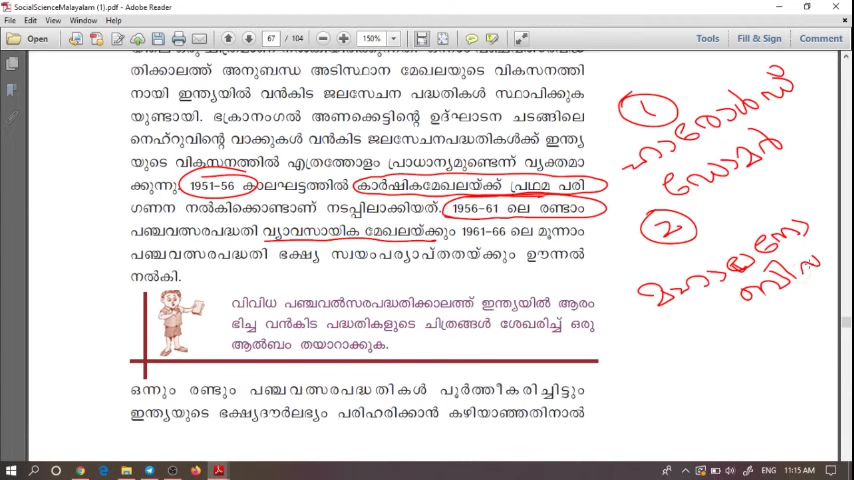 SocialScienceMalayalam (1).pdf - Adobe Reader
File Edit View Window Help
Open 67 / 104 150% Tools Fill & Sign Comment
തിക്കാലത്ത് അനുബന്ധ അടിസ്ഥാന മേഖലയുടെ വികസനത്തി
നായി ഇന്ത്യയിൽ വൻകിട ജലസേചന പദ്ധതികൾ സ്ഥാപിക്കുക
യുണ്ടായി. ഭക്രാനംഗൽ അണക്കെട്ടിന്റെ ഉദ്ഘാടന ചടങ്ങിലെ
നെഹ്റുവിന്റെ വാക്കുകൾ വൻകിട ജലസേചനപദ്ധതികൾക്ക് ഇന്ത്യ
യുടെ വികസനത്തിൽ എത്രത്തോളം പ്രാധാന്യമുണ്ടെന്ന് വ്യക്തമാ
ക്കുന്നു. 1951-56 കാലഘട്ടത്തിൽ കാർഷികമേഖലയ്ക്ക് പ്രഥമ പരി
ഗണന നൽകിക്കൊണ്ടാണ് നടപ്പിലാക്കിയത്. 1956-61 ലെ രണ്ടാം
പഞ്ചവത്സരപദ്ധതി വ്യാവസായിക മേഖലയ്ക്കും 1961-66 ലെ മൂന്നാം
പഞ്ചവത്സരപദ്ധതി ഭക്ഷ്യ സ്വയംപര്യാപ്തതയ്ക്കും ഊന്നൽ
നൽകി.
വിവിധ പഞ്ചവൽസരപദ്ധതികാലത്ത് ഇന്ത്യയിൽ ആരം
ഭിച്ച വൻകിട പദ്ധതികളുടെ ചിത്രങ്ങൾ ശേഖരിച്ച് ഒരു
ആൽബം തയാറാക്കുക.
ഒന്നും രണ്ടും പഞ്ചവത്സരപദ്ധതികൾ പൂർത്തീകരിച്ചിട്ടും
ഇന്ത്യയുടെ ഭക്ഷ്യദൗർലഭ്യം പരിഹരിക്കാൻ കഴിയാഞ്ഞതിനാൽ
1
ഹാരോൾഡ്
ഡോമർ
2
ENG 11:15 AM